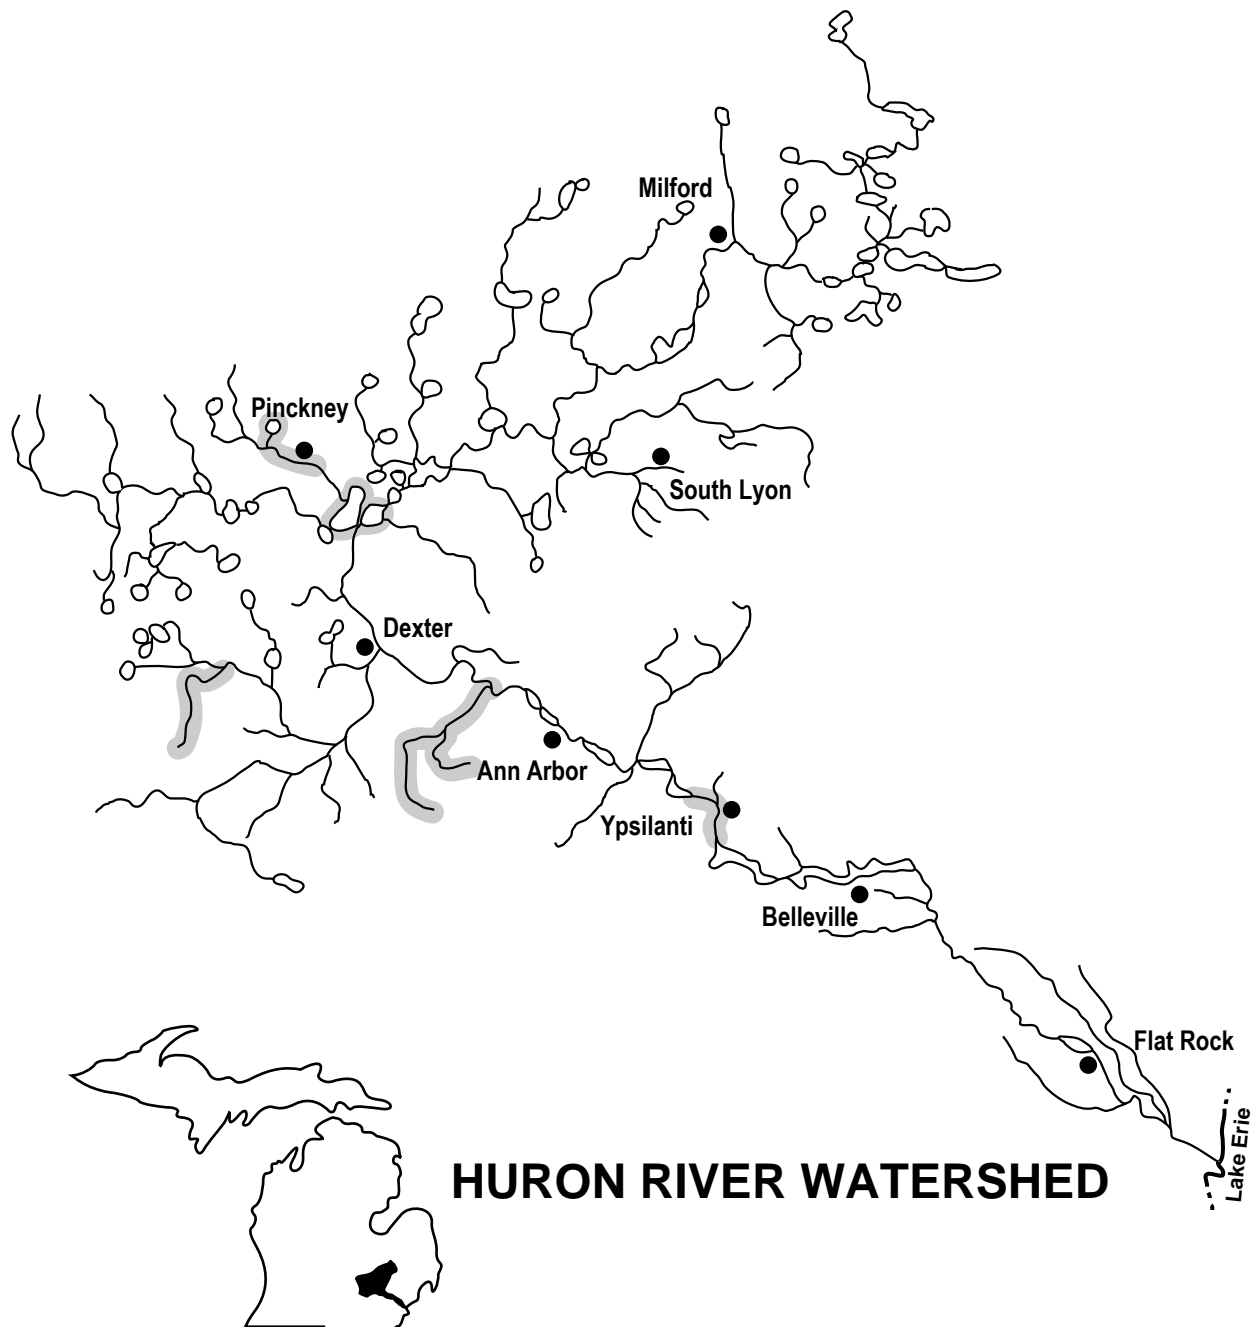 Milford
Pinckney
South Lyon
Dexter
Ann Arbor
Ypsilanti
Belleville
Flat Rock
Lake Erie
HURON RIVER WATERSHED